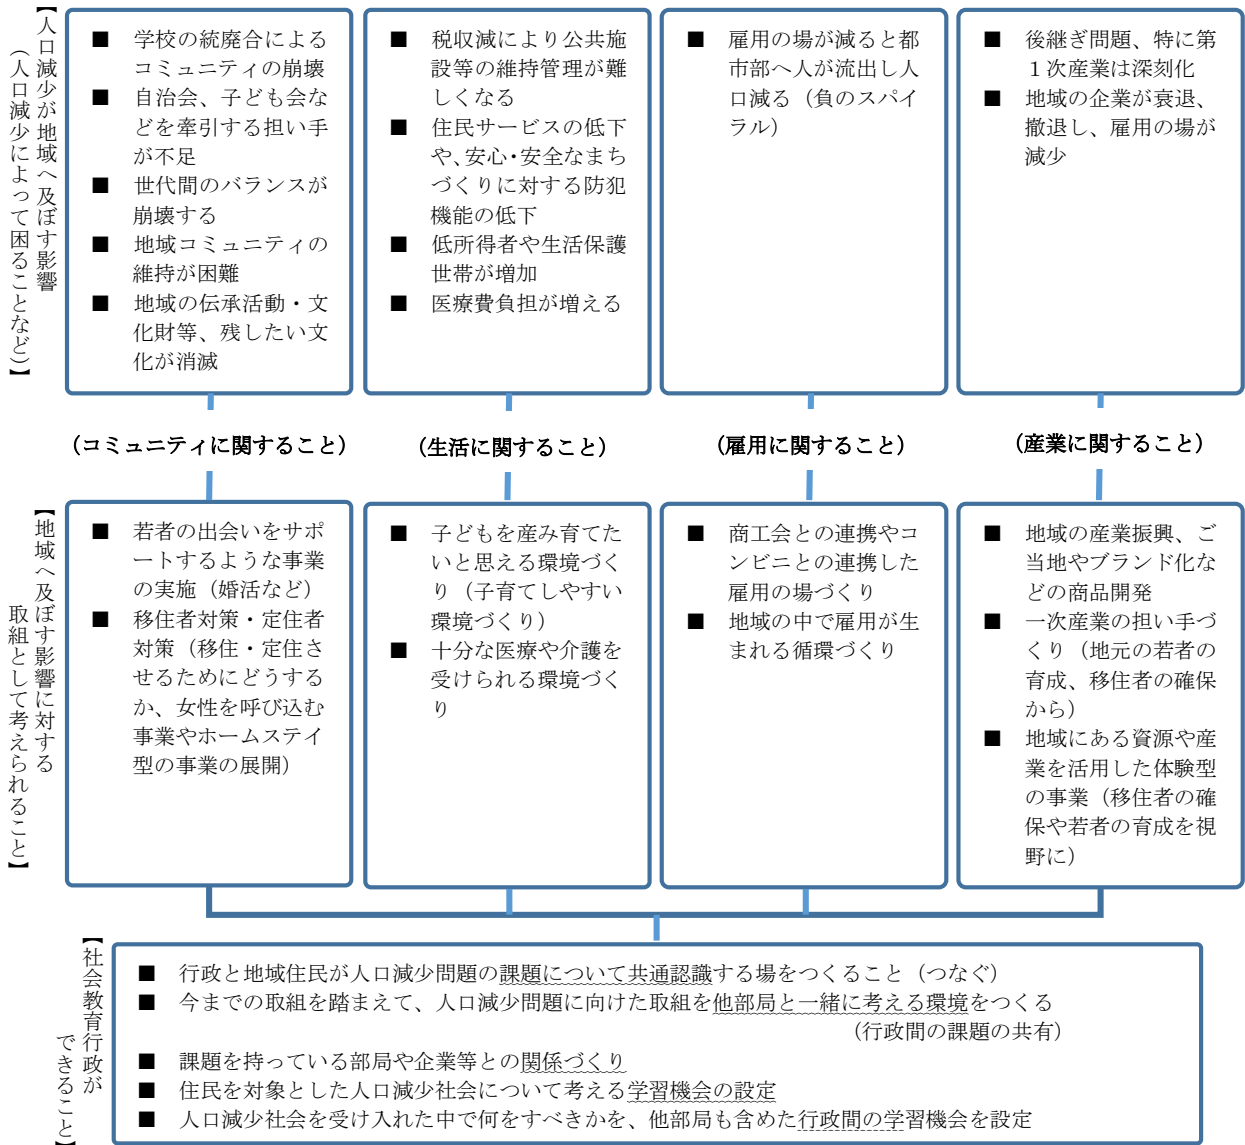 【人口減少が地域へ及ぼす影響
（人口減少によって困ることなど）】
■ 学校の統廃合による
コミュニティの崩壊
■ 自治会、子ども会な
どを牽引する担い手
が不足
■ 世代間のバランスが
崩壊する
■ 地域コミュニティの
維持が困難
■ 地域の伝承活動・文
化財等、残したい文
化が消滅
■ 税収減により公共施
設等の維持管理が難
しくなる
■ 住民サービスの低下
や、安心・安全なまち
づくりに対する防犯
機能の低下
■ 低所得者や生活保護
世帯が増加
■ 医療費負担が増える
■ 雇用の場が減ると都
市部へ人が流出し人
口減る（負のスパイ
ラル）
■ 後継ぎ問題、特に第
１次産業は深刻化
■ 地域の企業が衰退、
撤退し、雇用の場が
減少
（コミュニティに関すること）
（生活に関すること）
（雇用に関すること）
（産業に関すること）
【地域へ及ぼす影響に対する
取組として考えられること】
■ 若者の出会いをサポ
ートするような事業
の実施（婚活など）
■ 移住者対策・定住者
対策（移住・定住さ
せるためにどうする
か、女性を呼び込む
事業やホームステイ
型の事業の展開）
■ 子どもを産み育てた
いと思える環境づく
り（子育てしやすい
環境づくり）
■ 十分な医療や介護を
受けられる環境づく
り
■ 商工会との連携やコ
ンビニとの連携した
雇用の場づくり
■ 地域の中で雇用が生
まれる循環づくり
■ 地域の産業振興、ご
当地やブランド化な
どの商品開発
■ 一次産業の担い手づ
くり（地元の若者の
育成、移住者の確保
から）
■ 地域にある資源や産
業を活用した体験型
の事業（移住者の確
保や若者の育成を視
野に）
【社会教育行政が
できること】
■ 行政と地域住民が人口減少問題の課題について共通認識する場をつくること（つなぐ）
■ 今までの取組を踏まえて、人口減少問題に向けた取組を他部局と一緒に考える環境をつくる
（行政間の課題の共有）
■ 課題を持っている部局や企業等との関係づくり
■ 住民を対象とした人口減少社会について考える学習機会の設定
■ 人口減少社会を受け入れた中で何をすべきかを、他部局も含めた行政間の学習機会を設定